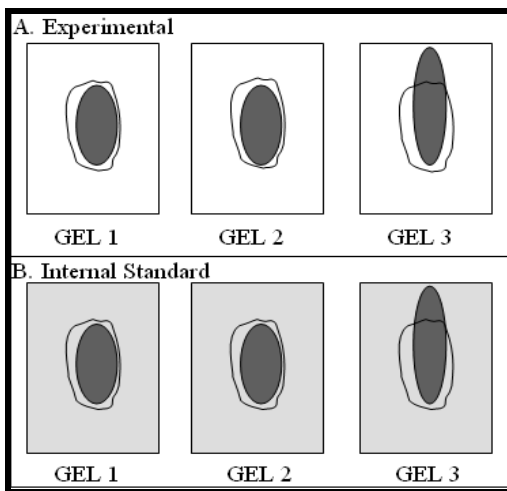 A. Experimental
GEL 1 GEL 2 GEL 3
B. Internal Standard
GEL 1 GEL 2 GEL 3